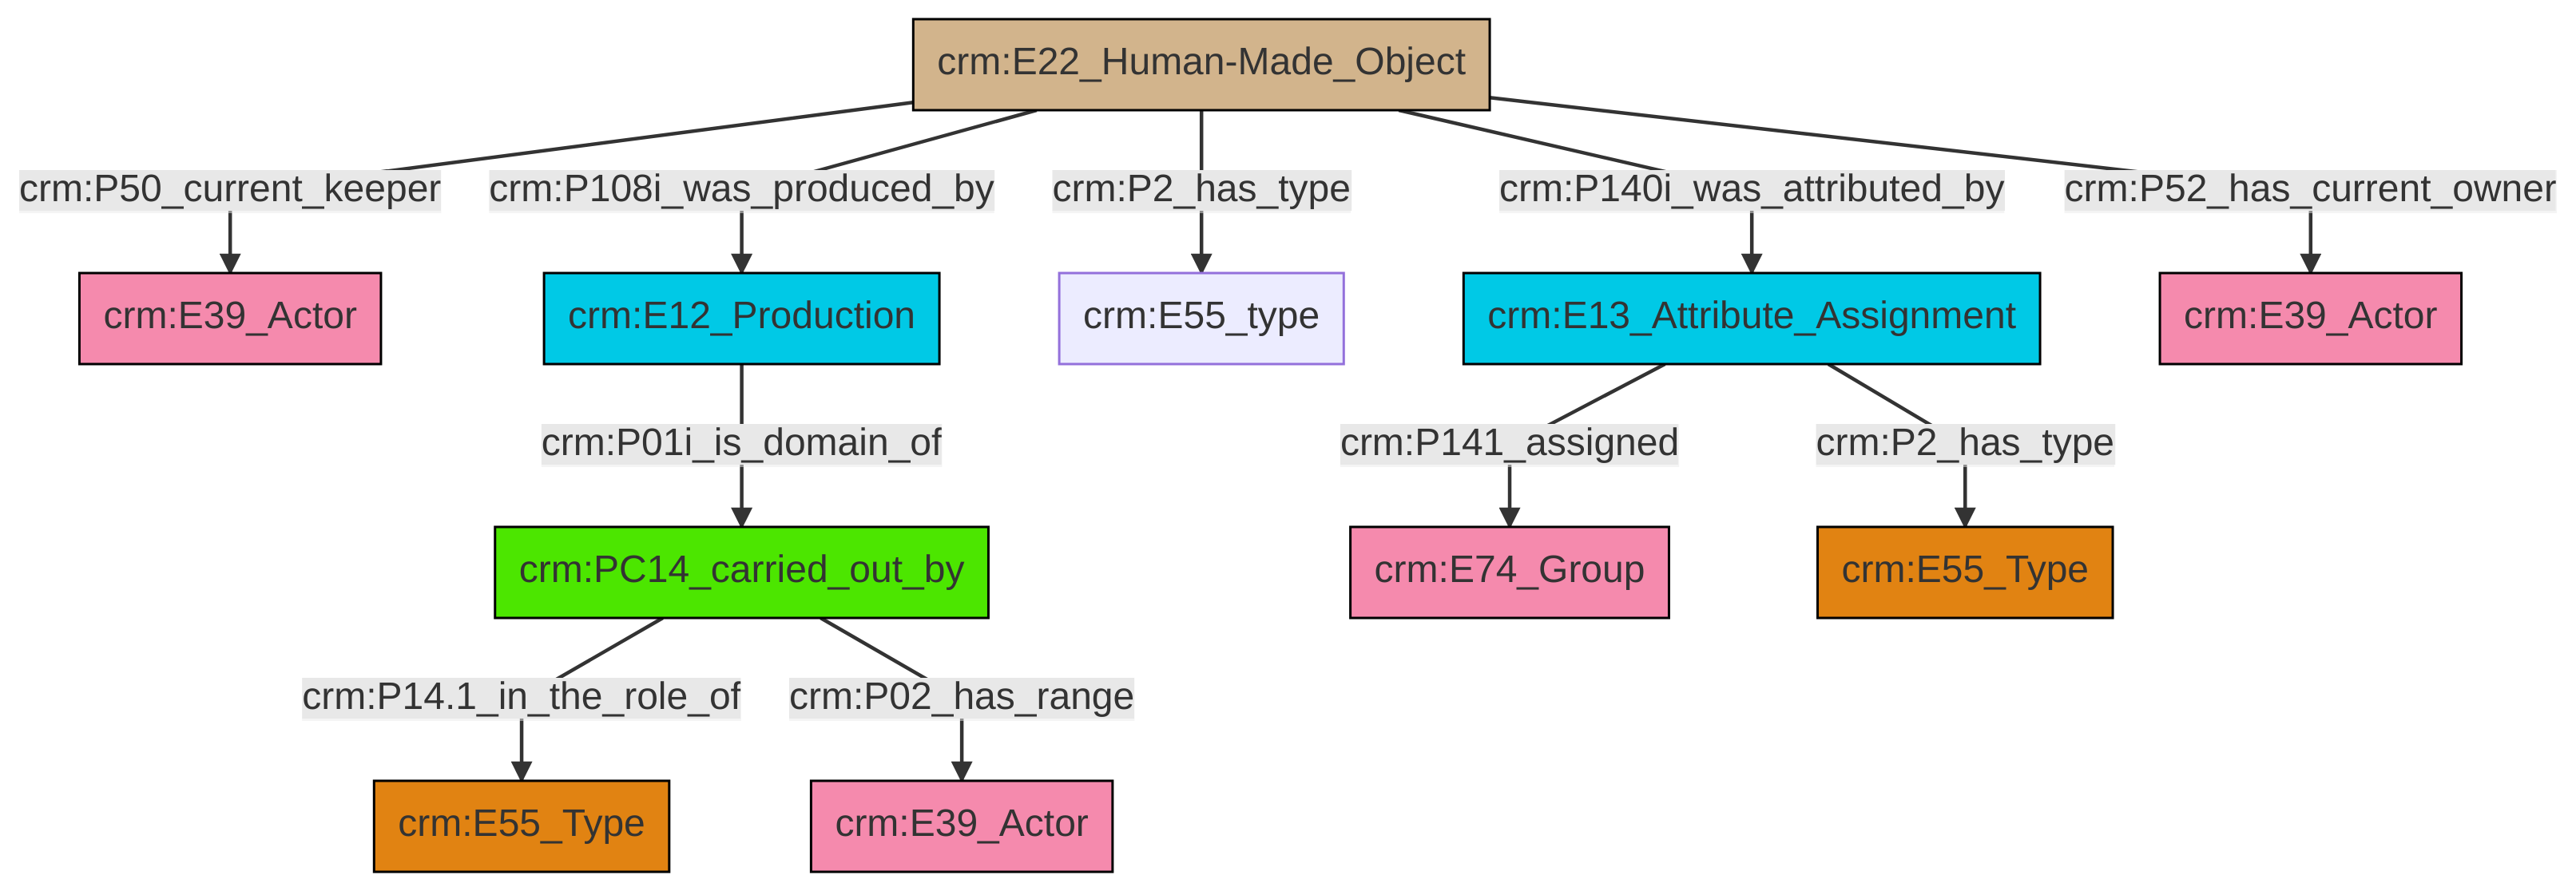 crm:E22_Human-Made_Object
crm:P50_current_keeper
crm:P108i_was_produced_by
crm:P2_has_type
crm:P140i_was_attributed_by
crm:P52_has_current_owner
crm:E39_Actor
crm:E12_Production
crm:E55_type
crm:E13_Attribute_Assignment
crm:E39_Actor
crm:P01i_is_domain_of
crm:P141_assigned
crm:P2_has_type
crm:PC14_carried_out_by
crm:E74_Group
crm:E55_Type
crm:P14.1_in_the_role_of
crm:P02_has_range
crm:E55_Type
crm:E39_Actor